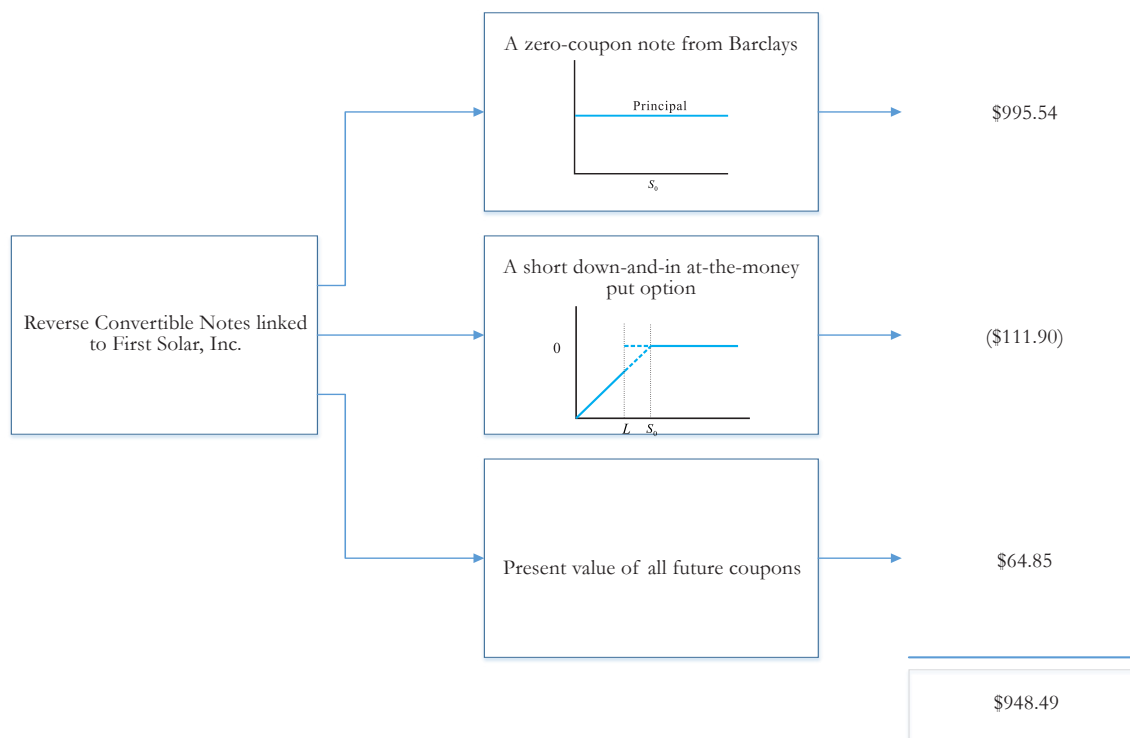 A zero-coupon note from Barclays
Principal
S₀
$995.54
Reverse Convertible Notes linked
to First Solar, Inc.
A short down-and-in at-the-money
put option
0
L S₀
($111.90)
Present value of all future coupons
$64.85
$948.49